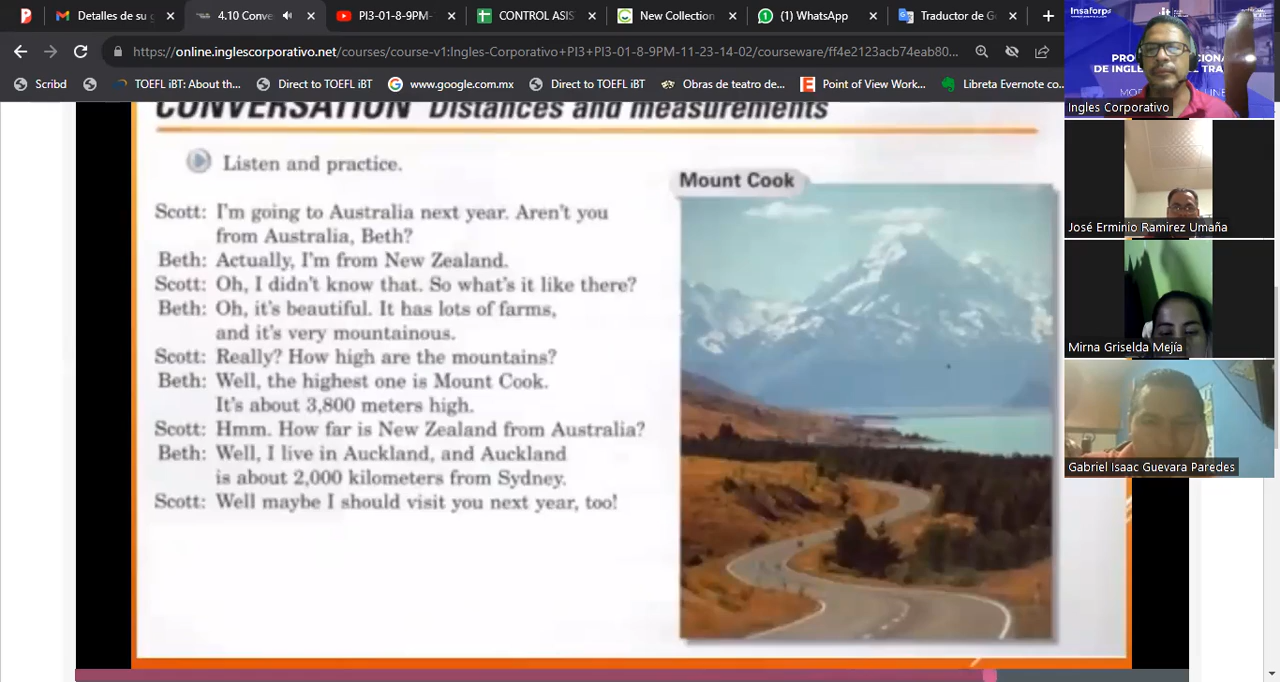 Detalles de su g
4.10 Conve
PI3-01-8-9PM-
CONTROL ASIS
New Collection
(1) WhatsApp
Traductor de G
https://online.inglescorporativo.net/courses/course-v1:Ingles-Corporativo+PI3+PI3-01-8-9PM-11-23-14-02/courseware/ff4e2123acb74eab80...
Scribd
TOEFL iBT: About th...
Direct to TOEFL iBT
www.google.com.mx
Direct to TOEFL iBT
Obras de teatro de...
Point of View Work...
Libreta Evernote co...
CONVERSATION Distances and measurements
Listen and practice.
Scott: I'm going to Australia next year. Aren't you
from Australia, Beth?
Beth: Actually, I'm from New Zealand.
Scott: Oh, I didn't know that. So what's it like there?
Beth: Oh, it's beautiful. It has lots of farms,
and it's very mountainous.
Scott: Really? How high are the mountains?
Beth: Well, the highest one is Mount Cook.
It's about 3,800 meters high.
Scott: Hmm. How far is New Zealand from Australia?
Beth: Well, I live in Auckland, and Auckland
is about 2,000 kilometers from Sydney.
Scott: Well maybe I should visit you next year, too!
Mount Cook
Insaforp
Ingles Corporativo
José Erminio Ramirez Umaña
Mirna Griselda Mejía
Gabriel Isaac Guevara Paredes